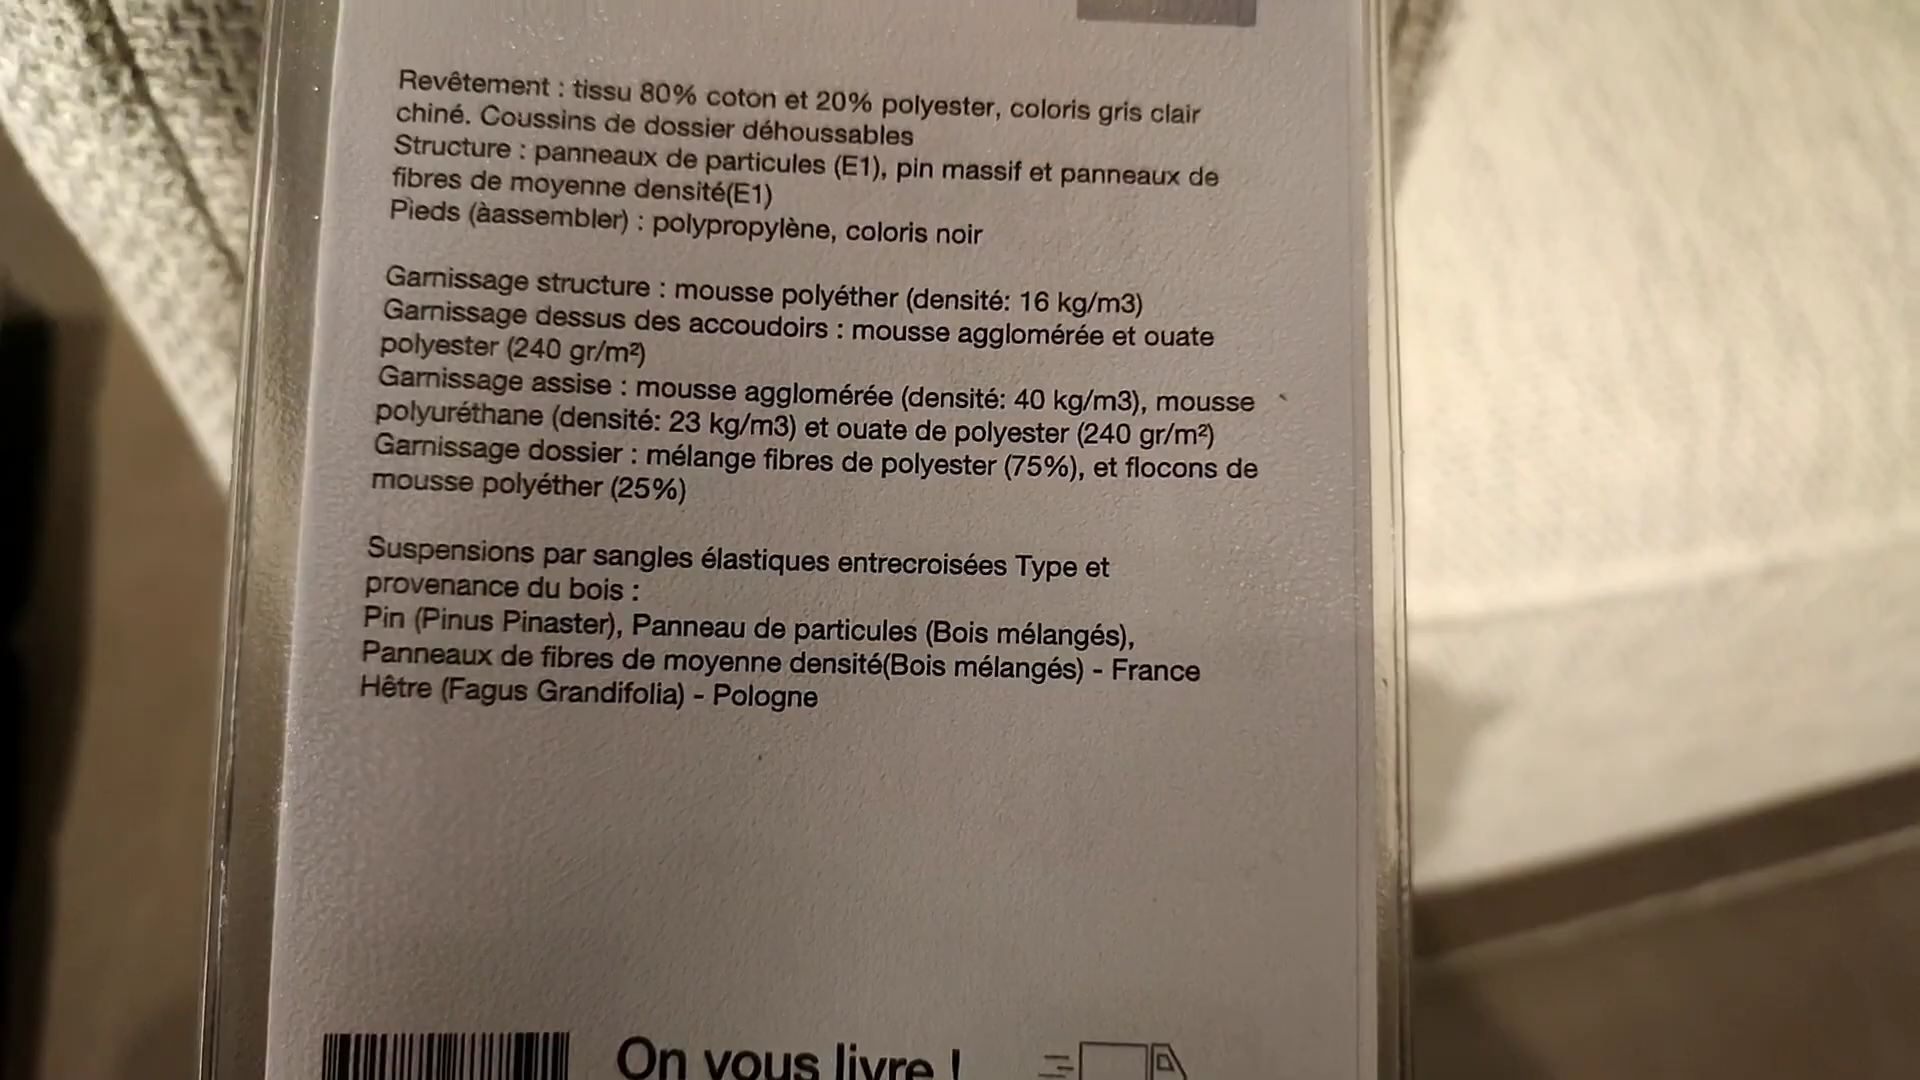 Revêtement : tissu 80% coton et 20% polyester, coloris gris clair
chiné. Coussins de dossier déhoussables
Structure : panneaux de particules (E1), pin massif et panneaux de
fibres de moyenne densité(E1)
Pieds (àassembler) : polypropylène, coloris noir
Garnissage structure : mousse polyéther (densité: 16 kg/m3)
Garnissage dessus des accoudoirs : mousse agglomérée et ouate
polyester (240 gr/m²)
Garnissage assise : mousse agglomérée (densité: 40 kg/m3), mousse
polyuréthane (densité: 23 kg/m3) et ouate de polyester (240 gr/m²)
Garnissage dossier : mélange fibres de polyester (75%), et flocons de
mousse polyéther (25%)
Suspensions par sangles élastiques entrecroisées Type et
provenance du bois :
Pin (Pinus Pinaster), Panneau de particules (Bois mélangés),
Panneaux de fibres de moyenne densité(Bois mélangés) - France
Hêtre (Fagus Grandifolia) - Pologne
On vous livre !